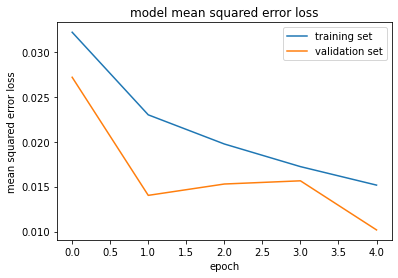 model mean squared error loss
training set
validation set
mean squared error loss
0.030
0.025
0.020
0.015
0.010
0.0 0.5 1.0 1.5 2.0 2.5 3.0 3.5 4.0
epoch